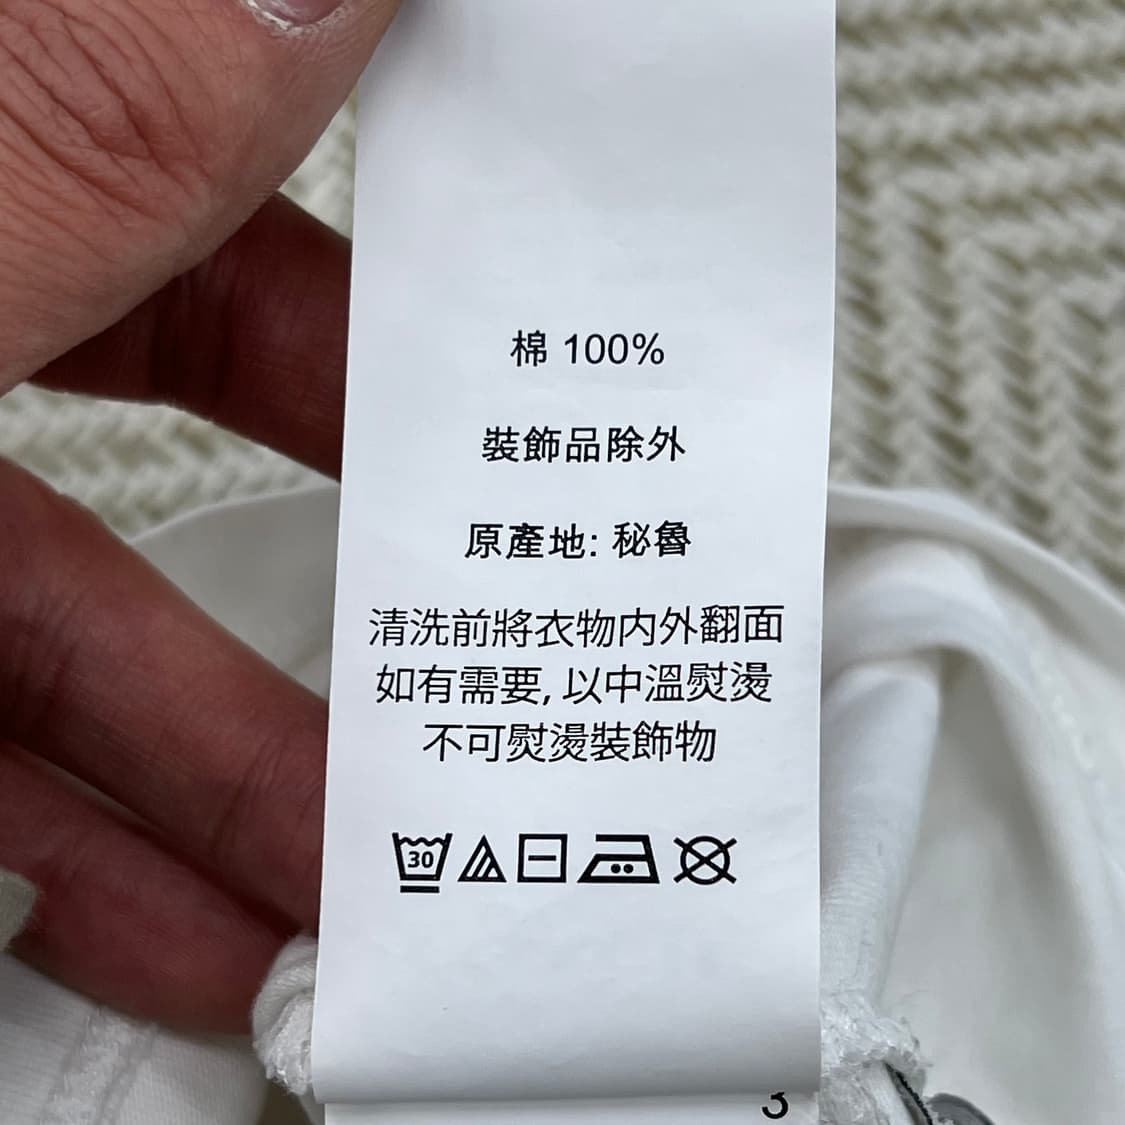 棉 100%
裝飾品除外
原產地: 秘魯
清洗前將衣物内外翻面
如有需要, 以中溫熨燙
不可熨燙裝飾物
30
3